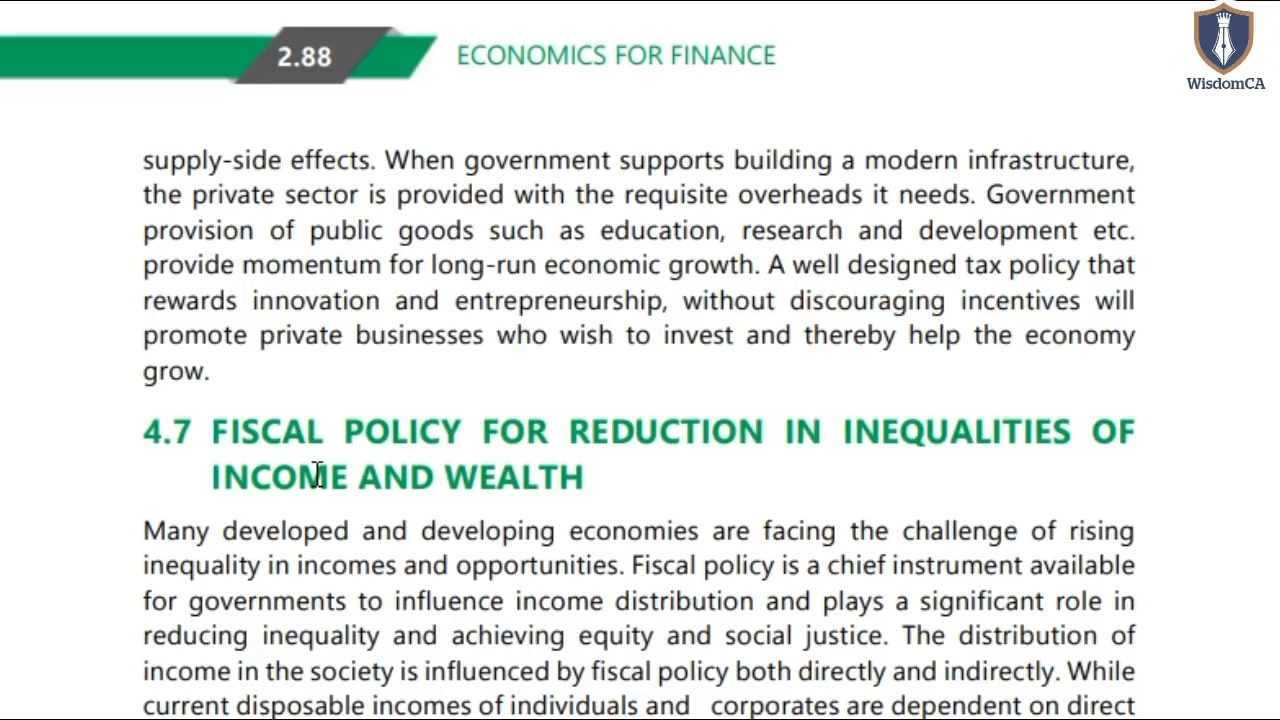 2.88
ECONOMICS FOR FINANCE
WisdomCA
supply-side effects. When government supports building a modern infrastructure,
the private sector is provided with the requisite overheads it needs. Government
provision of public goods such as education, research and development etc.
provide momentum for long-run economic growth. A well designed tax policy that
rewards innovation and entrepreneurship, without discouraging incentives will
promote private businesses who wish to invest and thereby help the economy
grow.
4.7 FISCAL POLICY FOR REDUCTION IN INEQUALITIES OF
INCOME AND WEALTH
Many developed and developing economies are facing the challenge of rising
inequality in incomes and opportunities. Fiscal policy is a chief instrument available
for governments to influence income distribution and plays a significant role in
reducing inequality and achieving equity and social justice. The distribution of
income in the society is influenced by fiscal policy both directly and indirectly. While
current disposable incomes of individuals and corporates are dependent on direct